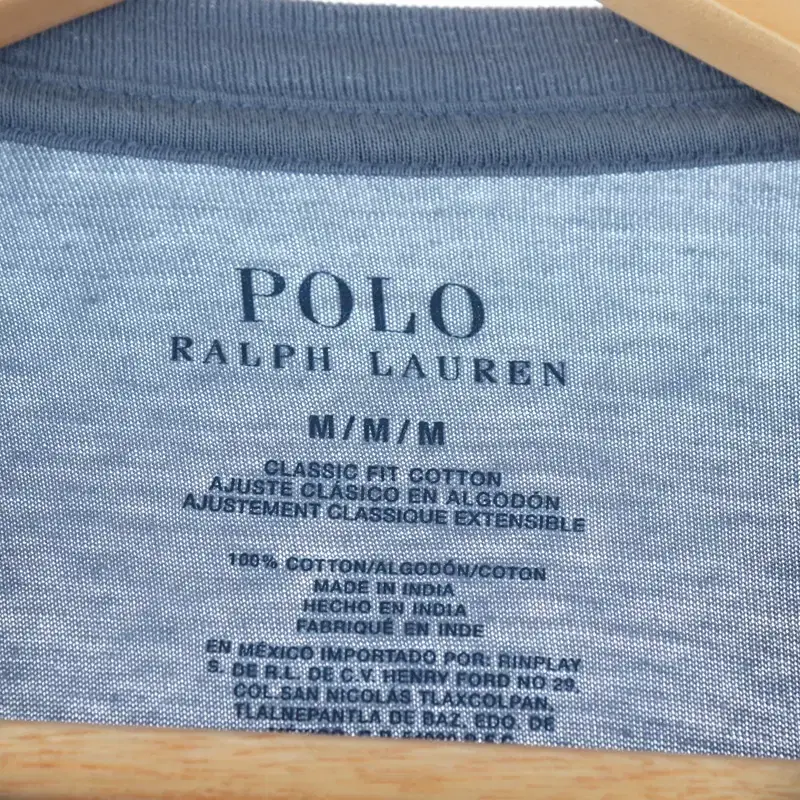 POLO
RALPH LAUREN
M/M/M
CLASSIC FIT COTTON
AJUSTE CLÁSICO EN ALGODÓN
AJUSTEMENT CLASSIQUE EXTENSIBLE
100% COTTON/ALGODÓN/COTON
MADE IN INDIA
HECHO EN INDIA
FABRIQUÉ EN INDE
EN MÉXICO IMPORTADO POR: RINPLAY
S. DE R.L. DE C.V. HENRY FORD NO 29,
COL.SAN NICOLÁS TLAXCOLPAN,
TLALNEPANTLA DE BAZ, EDO. DE